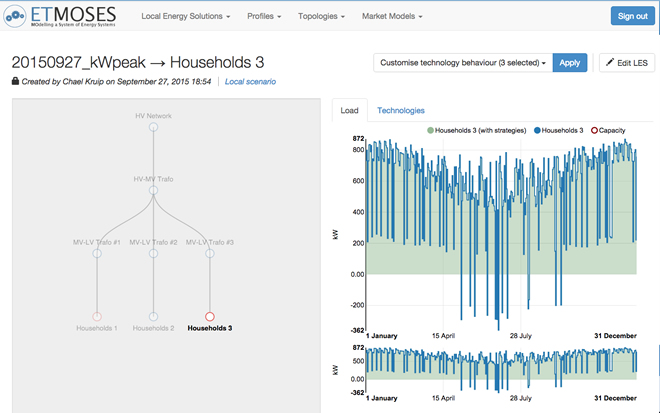 ETMOSES
MOdelling a System of Energy Systems
Local Energy Solutions
Profiles
Topologies
Market Models
Sign out
20150927_kWpeak → Households 3
Created by Chael Kruip on September 27, 2015 18:54
Local scenario
Customise technology behaviour (3 selected)
Apply
Edit LES
HV Network
HV-MV Trafo
MV-LV Trafo #1
MV-LV Trafo #2
MV-LV Trafo #3
Households 1
Households 2
Households 3
Load
Technologies
Households 3 (with strategies)
Households 3
Capacity
872
800
600
400
200
0.00
-200
-362
kW
1 January
15 April
28 July
31 December
872
500
0.00
-362
kW
1 January
15 April
28 July
31 December